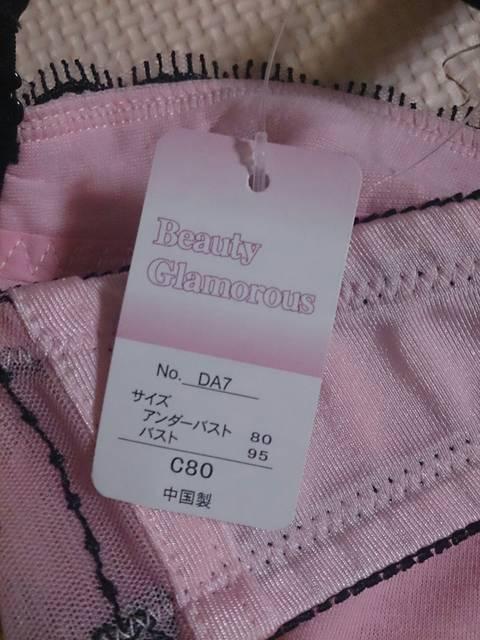 Beauty
Glamorous
No. DA7
サイズ
アンダーバスト 80
バスト 95
C80
中国製